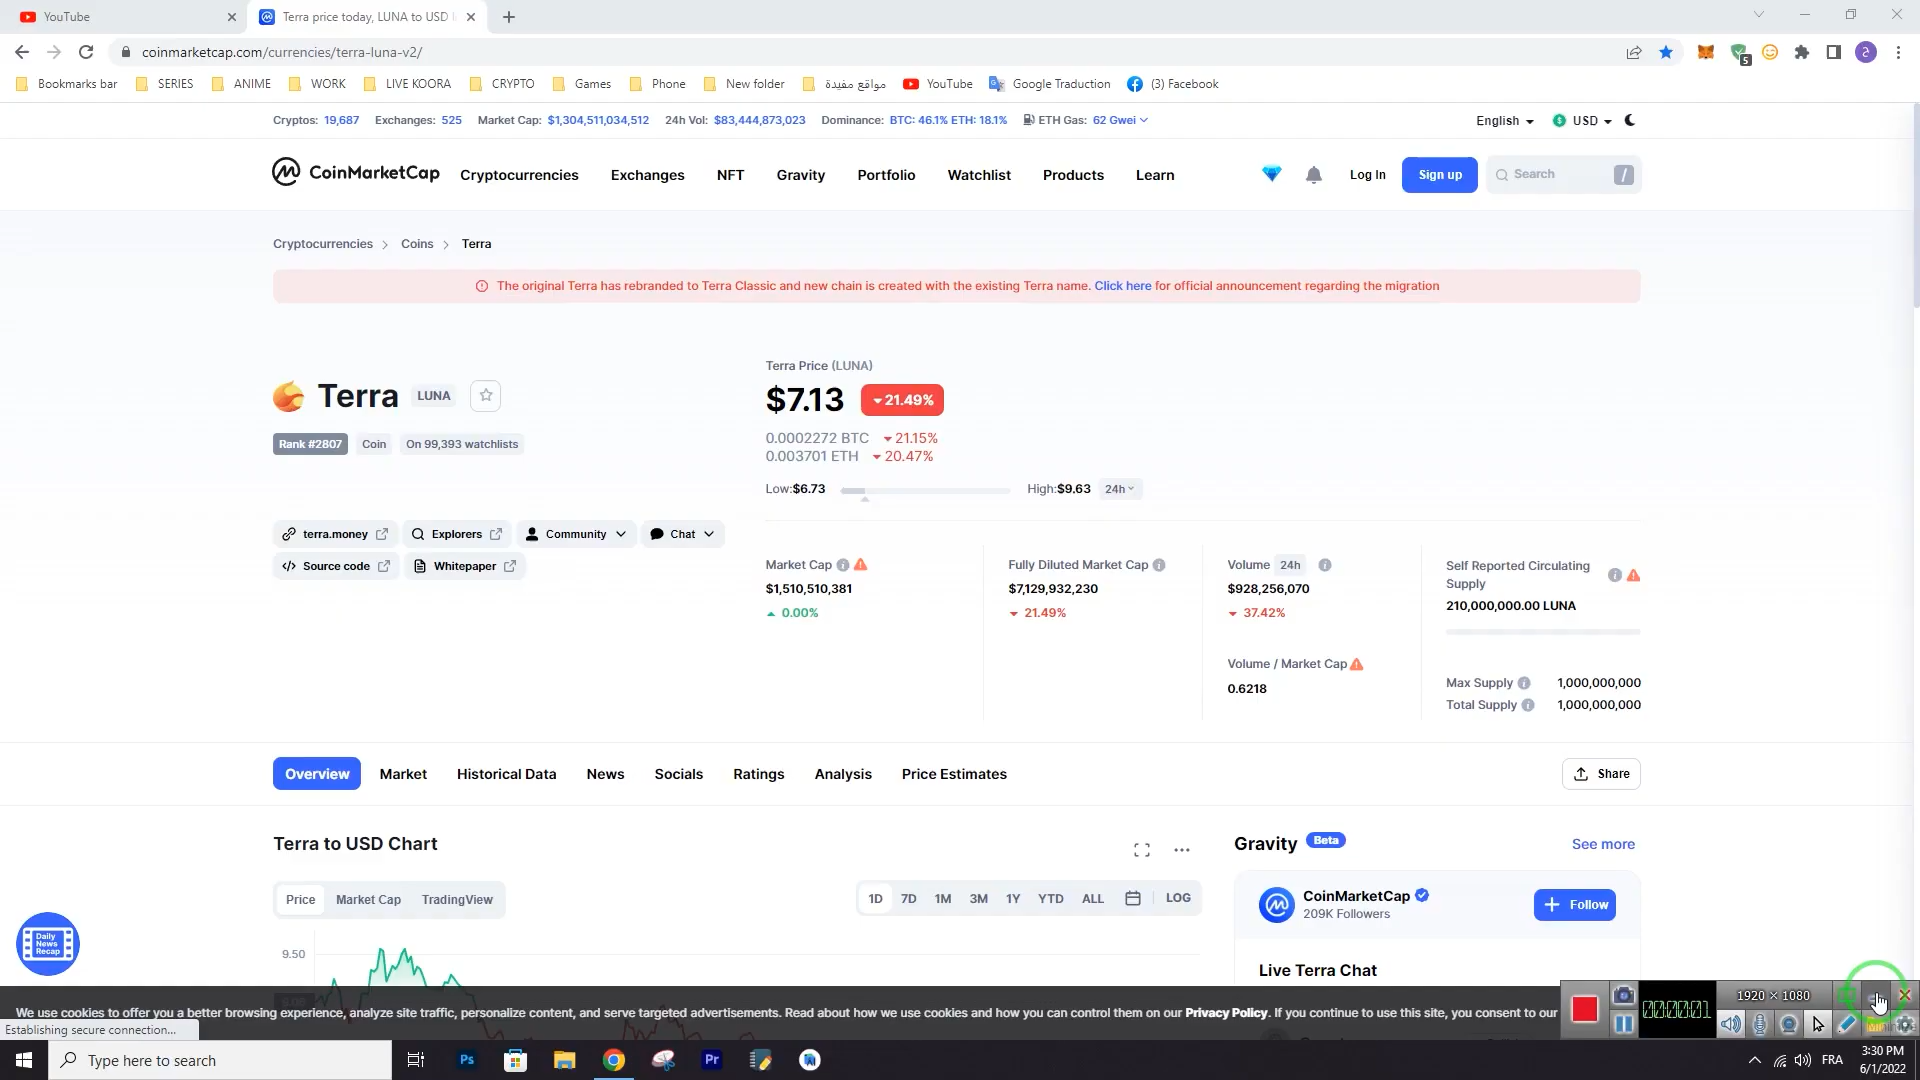 YouTube
Terra price today, LUNA to USD l
coinmarketcap.com/currencies/terra-luna-v2/
5
Bookmarks bar
SERIES
ANIME
WORK
LIVE KOORA
CRYPTO
Games
Phone
New folder
مواقع مفيدة
YouTube
Google Traduction
(3) Facebook
Cryptos: 19,687 Exchanges: 525 Market Cap: $1,304,511,034,512 24h Vol: $83,444,873,023 Dominance: BTC: 46.1% ETH: 18.1% ETH Gas: 62 Gwei
English
USD
CoinMarketCap
Cryptocurrencies
Exchanges
NFT
Gravity
Portfolio
Watchlist
Products
Learn
Log In
Sign up
Search
/
Cryptocurrencies > Coins > Terra
The original Terra has rebranded to Terra Classic and new chain is created with the existing Terra name. Click here for official announcement regarding the migration
Terra LUNA
Rank #2807
Coin
On 99,393 watchlists
terra.money
Explorers
Community
Chat
Source code
Whitepaper
Terra Price (LUNA)
$7.13 21.49%
0.0002272 BTC 21.15%
0.003701 ETH 20.47%
Low:$6.73
High:$9.63
24h
Market Cap
$1,510,510,381
0.00%
Fully Diluted Market Cap
$7,129,932,230
21.49%
Volume 24h
$928,256,070
37.42%
Volume / Market Cap
0.6218
Self Reported Circulating
Supply
210,000,000.00 LUNA
Max Supply 1,000,000,000
Total Supply 1,000,000,000
Overview
Market
Historical Data
News
Socials
Ratings
Analysis
Price Estimates
Share
Terra to USD Chart
Price
Market Cap
TradingView
1D
7D
1M
3M
1Y
YTD
ALL
LOG
9.50
Gravity Beta
See more
CoinMarketCap
209K Followers
Follow
Live Terra Chat
Daily
News
Recap
We use cookies to offer you a better browsing experience, analyze site traffic, personalize content, and serve targeted advertisements. Read about how we use cookies and how you can control them on our Privacy Policy. If you continue to use this site, you consent to our
Establishing secure connection...
00:00:01
1920 × 1080
Type here to search
Ps
Pr
FRA
3:30 PM
6/1/2022